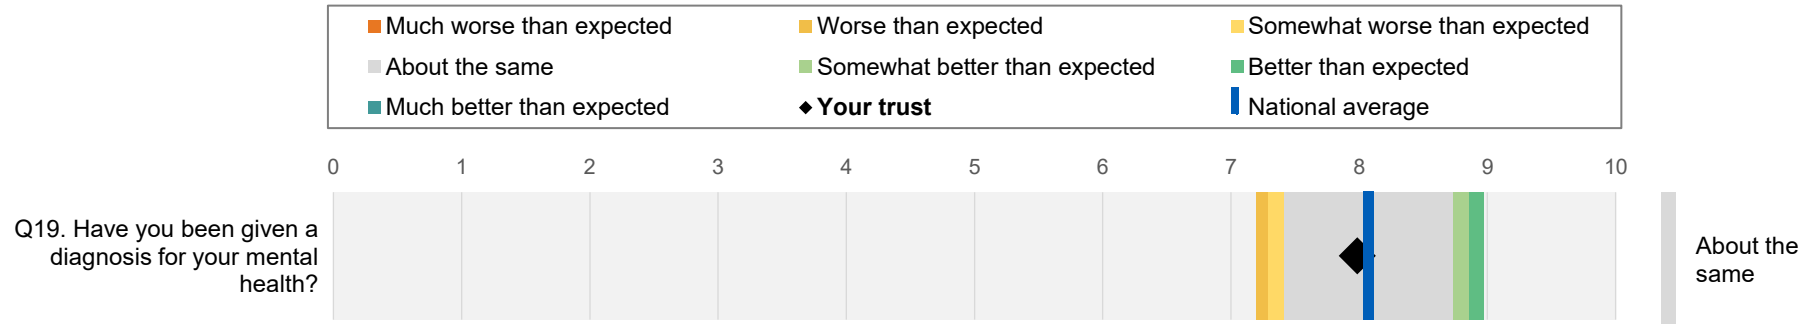 Much worse than expected
Worse than expected
Somewhat worse than expected
About the same
Somewhat better than expected
Better than expected
Much better than expected
Your trust
National average
0 1 2 3 4 5 6 7 8 9 10
Q19. Have you been given a
diagnosis for your mental
health?
About the
same